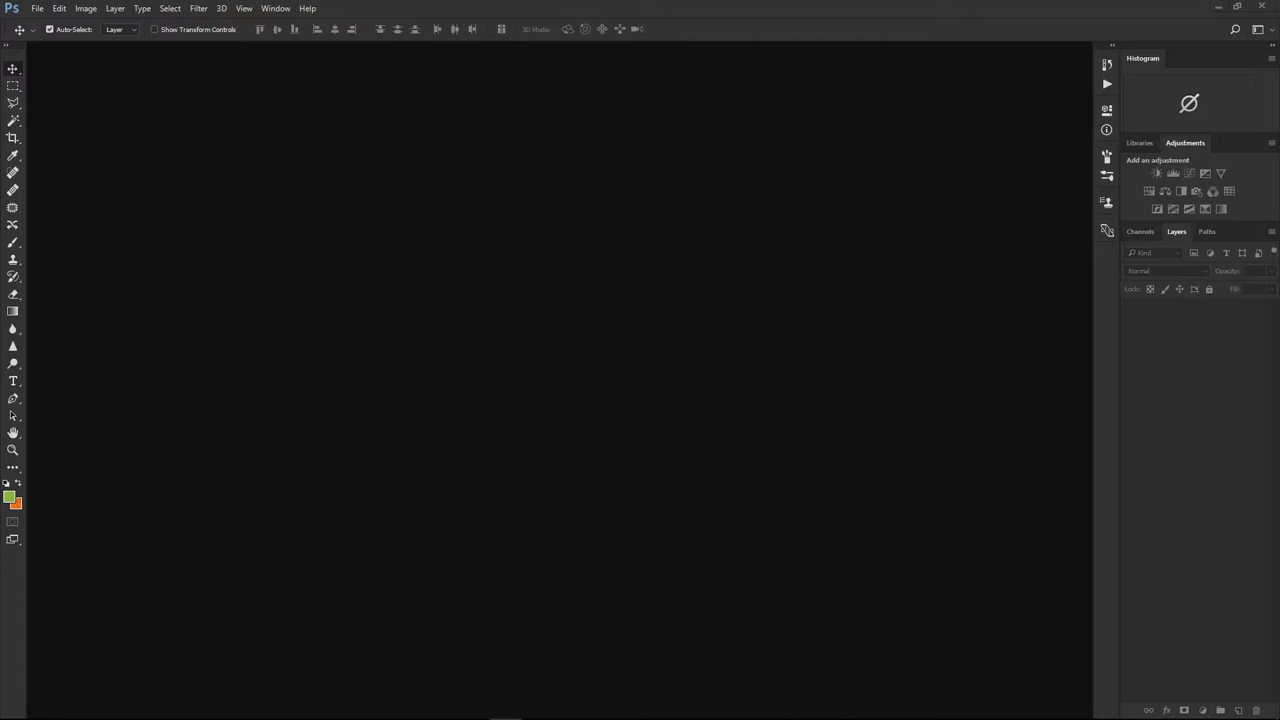 Ps File Edit Image Layer Type Select Filter 3D View Window Help
Auto-Select: Layer Show Transform Controls 3D Mode:
Histogram
Libraries Adjustments
Add an adjustment
Channels Layers Paths
Kind
Normal Opacity:
Lock: Fill: